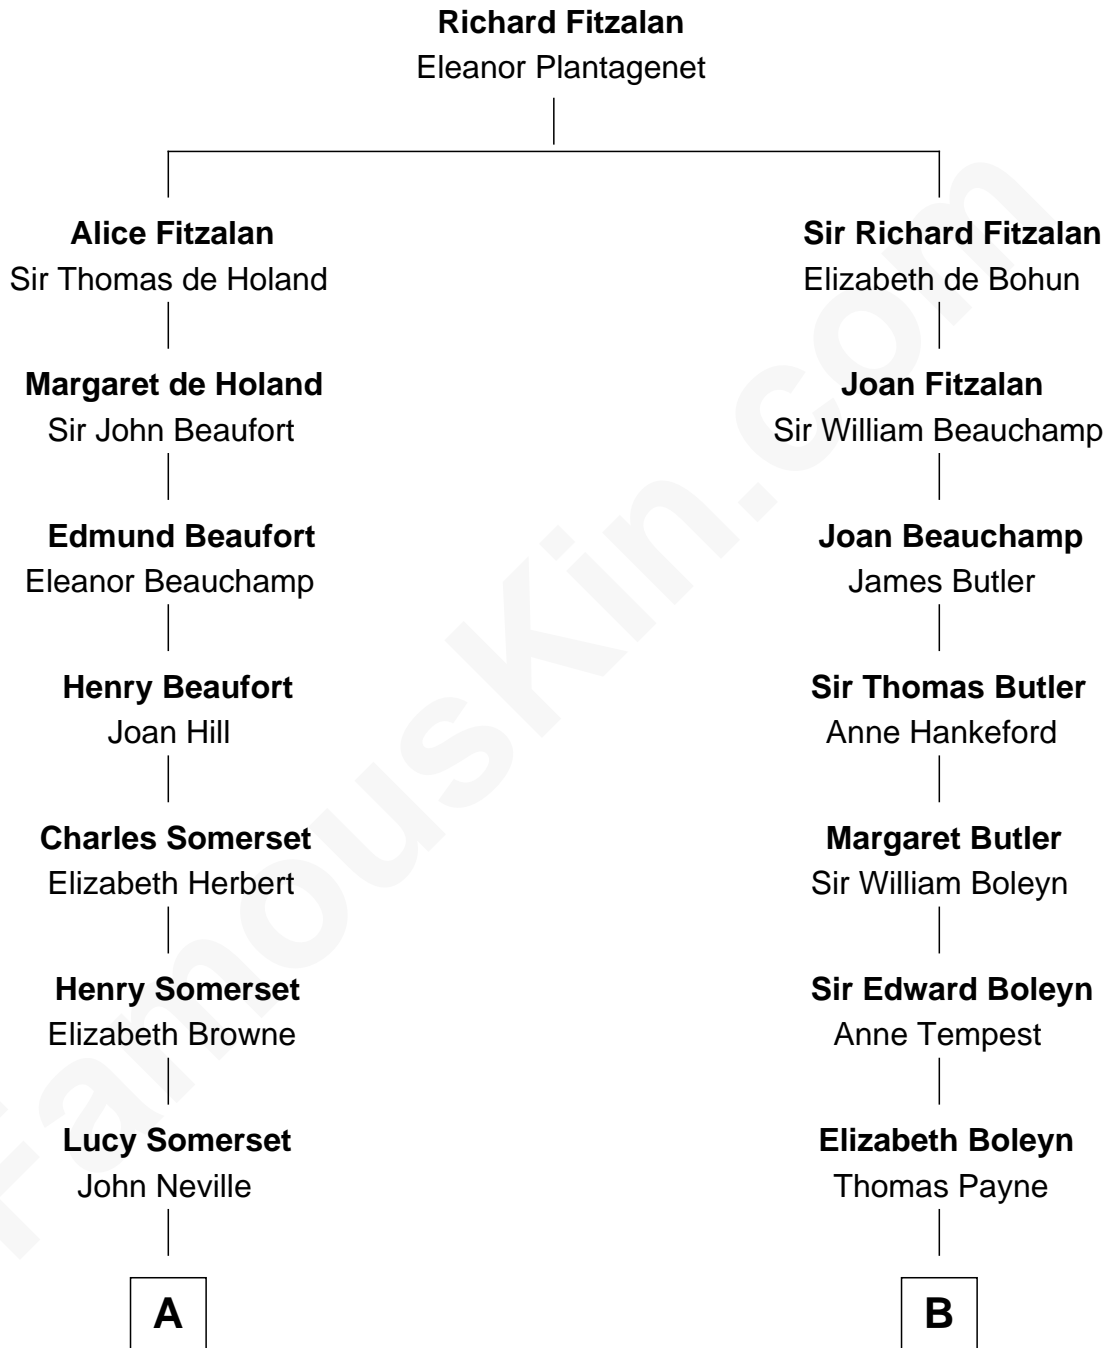 Richard Fitzalan
Eleanor Plantagenet
Alice Fitzalan
Sir Thomas de Holand
Sir Richard Fitzalan
Elizabeth de Bohun
Margaret de Holand
Sir John Beaufort
Joan Fitzalan
Sir William Beauchamp
Edmund Beaufort
Eleanor Beauchamp
Joan Beauchamp
James Butler
Henry Beaufort
Joan Hill
Sir Thomas Butler
Anne Hankeford
Charles Somerset
Elizabeth Herbert
Margaret Butler
Sir William Boleyn
Henry Somerset
Elizabeth Browne
Sir Edward Boleyn
Anne Tempest
Lucy Somerset
John Neville
Elizabeth Boleyn
Thomas Payne
A
B
FamousKin.com